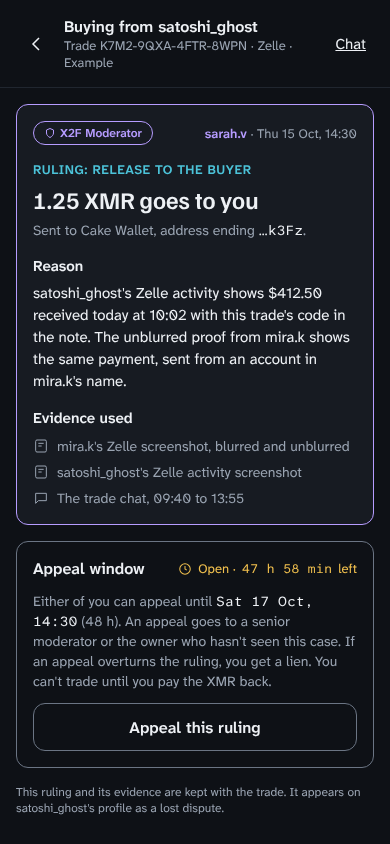 Buying from satoshi_ghost
Trade K7M2-9QXA-4FTR-8WPN · Zelle ·
Example
Chat
X2F Moderator
sarah.v · Thu 15 Oct, 14:30
RULING: RELEASE TO THE BUYER
1.25 XMR goes to you
Sent to Cake Wallet, address ending …k3Fz.
Reason
satoshi_ghost's Zelle activity shows $412.50
received today at 10:02 with this trade's code in
the note. The unblurred proof from mira.k shows
the same payment, sent from an account in
mira.k's name.
Evidence used
mira.k's Zelle screenshot, blurred and unblurred
satoshi_ghost's Zelle activity screenshot
The trade chat, 09:40 to 13:55
Appeal window
Open · 47 h 58 min left
Either of you can appeal until Sat 17 Oct,
14:30 (48 h). An appeal goes to a senior
moderator or the owner who hasn't seen this case. If
an appeal overturns the ruling, you get a lien. You
can't trade until you pay the XMR back.
Appeal this ruling
This ruling and its evidence are kept with the trade. It appears on
satoshi_ghost's profile as a lost dispute.